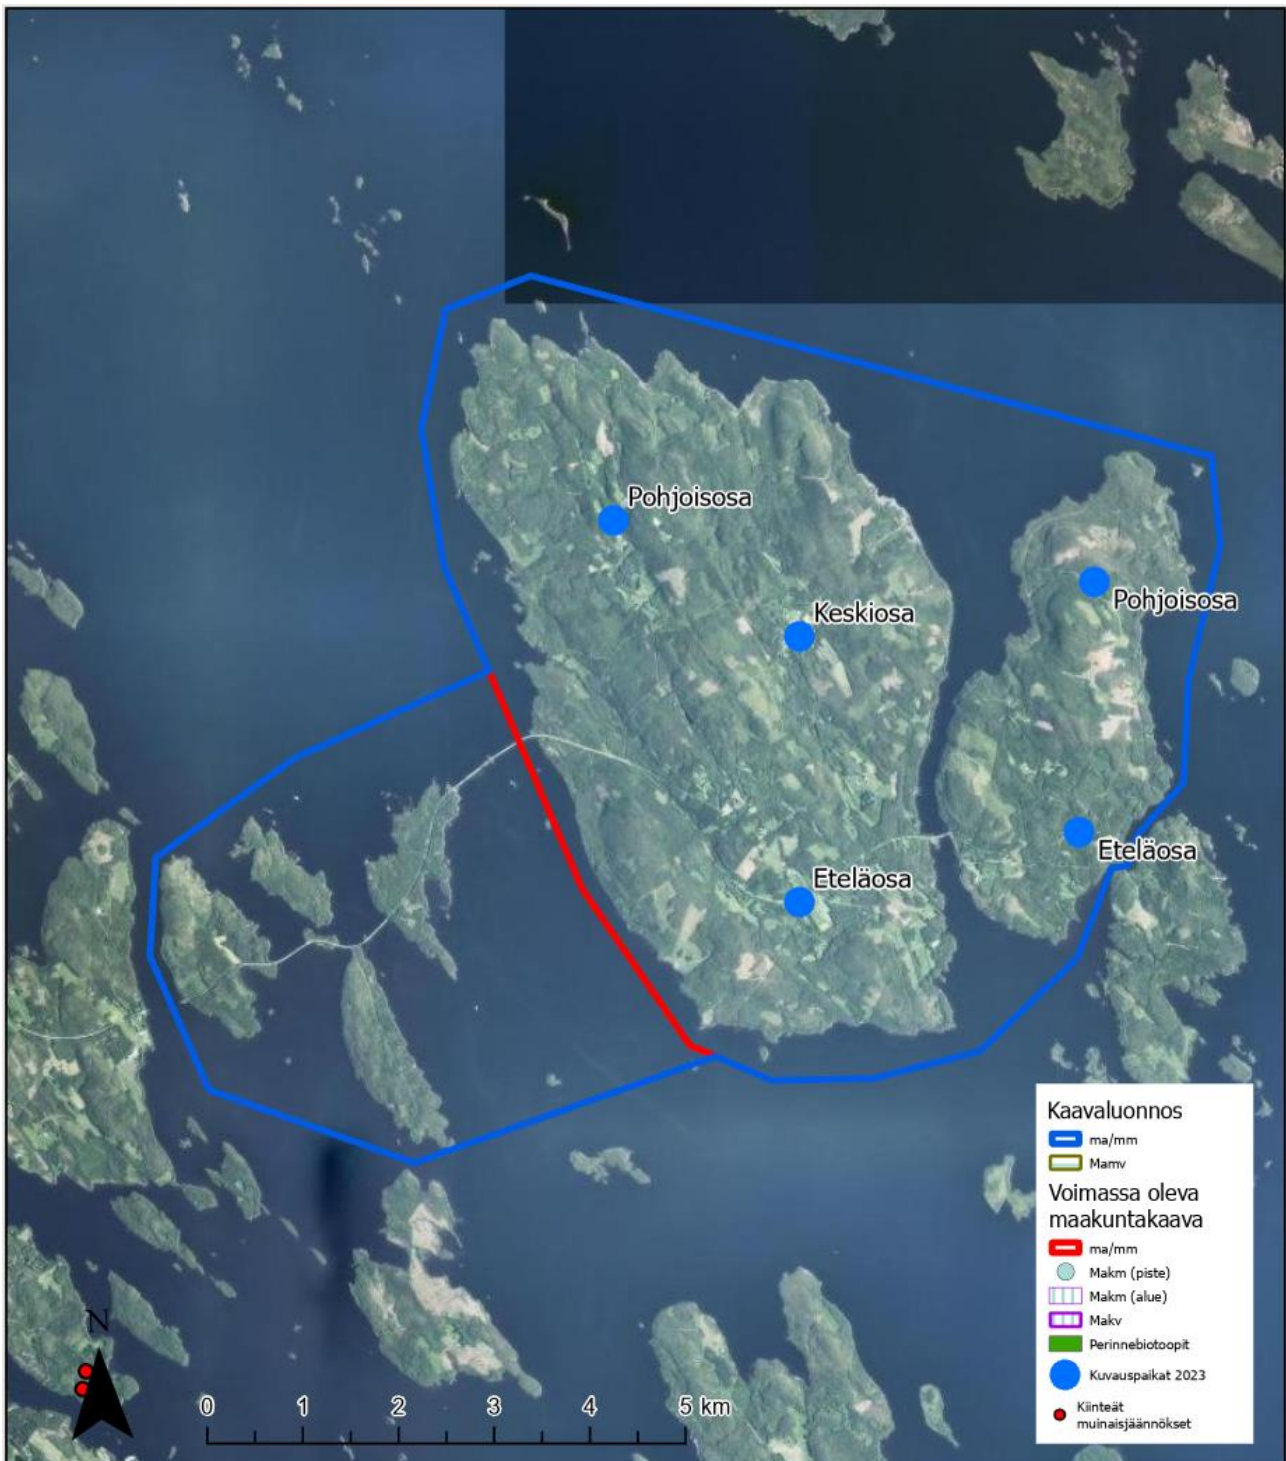 Pohjoisosa
Keskiosa
Pohjoisosa
Eteläosa
Eteläosa
N
0 1 2 3 4 5 km
Kaavaluonnos
ma/mm
Mamv
Voimassa oleva
maakuntakaava
ma/mm
Makm (piste)
Makm (alue)
Makv
Perinnebiotoopit
Kuvauspaikat 2023
Kiinteät
muinaisjäännökset